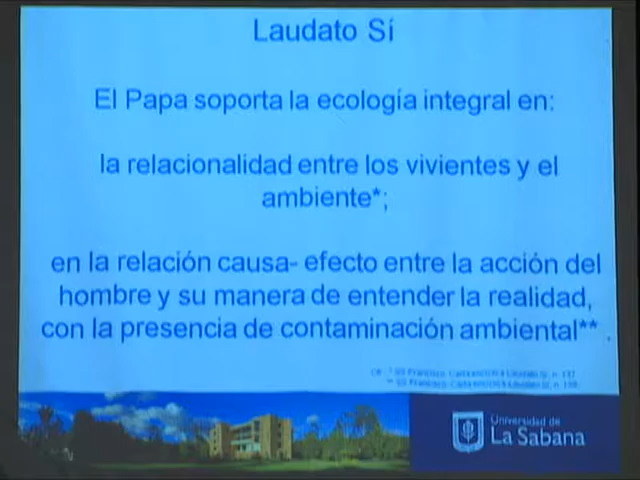 Laudato Sí
El Papa soporta la ecología integral en:
la relacionalidad entre los vivientes y el
ambiente*;
en la relación causa- efecto entre la acción del
hombre y su manera de entender la realidad,
con la presencia de contaminación ambiental** .
Universidad de
La Sabana